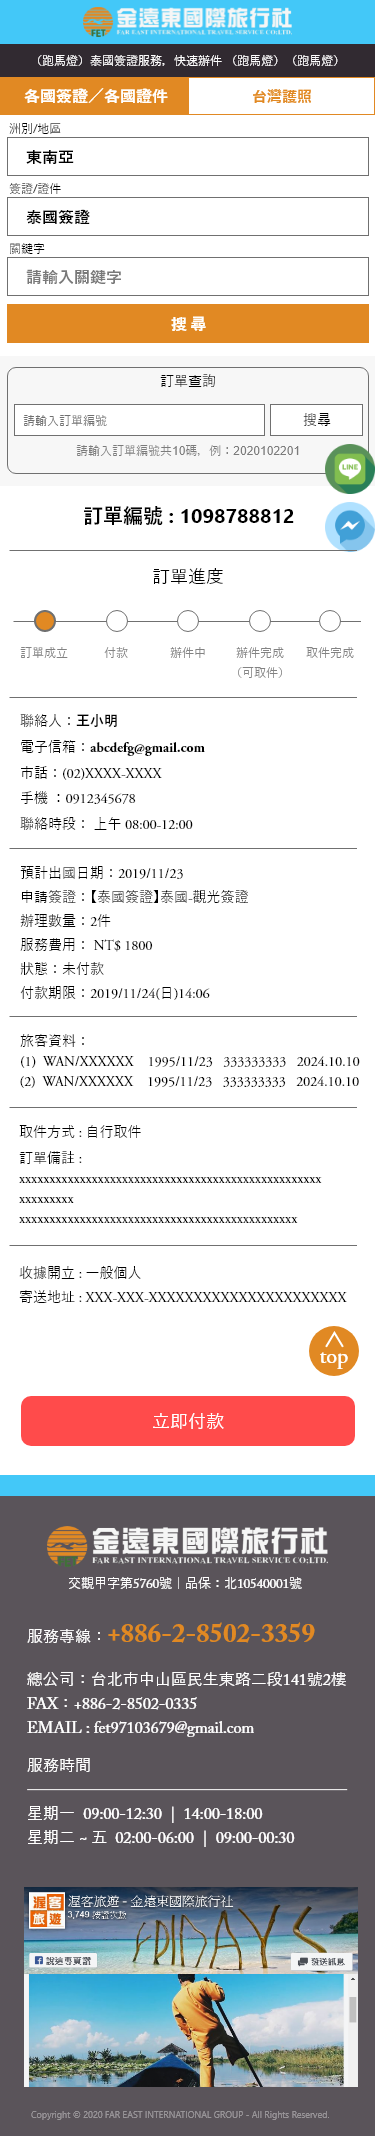 金遠東國際旅行社
FET
FAR EAST INTERNATIONAL TRAVEL SERVICE CO.LTD.
（跑馬燈）泰國簽證服務，快速辦件 （跑馬燈）（跑馬燈）
各國簽證／各國證件
台灣護照
洲別/地區
東南亞
簽證/證件
泰國簽證
關鍵字
請輸入關鍵字
搜 尋
訂單查詢
請輸入訂單編號
搜尋
請輸入訂單編號共10碼，例：2020102201
LINE
訂單編號 : 1098788812
訂單進度
訂單成立
付款
辦件中
辦件完成
（可取件）
取件完成
聯絡人：王小明
電子信箱：abcdefg@gmail.com
市話：(02)XXXX-XXXX
手機 ：0912345678
聯絡時段： 上午 08:00-12:00
預計出國日期：2019/11/23
申請簽證：【泰國簽證】泰國-觀光簽證
辦理數量：2件
服務費用： NT$ 1800
狀態：未付款
付款期限：2019/11/24(日)14:06
旅客資料：
(1) WAN/XXXXXX 1995/11/23 333333333 2024.10.10
(2) WAN/XXXXXX 1995/11/23 333333333 2024.10.10
取件方式 : 自行取件
訂單備註 :
xxxxxxxxxxxxxxxxxxxxxxxxxxxxxxxxxxxxxxxxxxxxxxxxxx
xxxxxxxxx
xxxxxxxxxxxxxxxxxxxxxxxxxxxxxxxxxxxxxxxxxxxxxx
收據開立 : 一般個人
寄送地址 : XXX-XXX-XXXXXXXXXXXXXXXXXXXXXX
top
立即付款
金遠東國際旅行社
FET
FAR EAST INTERNATIONAL TRAVEL SERVICE CO.LTD.
交觀甲字第5760號｜品保：北10540001號
服務專線：+886-2-8502-3359
總公司：台北市中山區民生東路二段141號2樓
FAX：+886-2-8502-0335
EMAIL : fet97103679@gmail.com
服務時間
星期一 09:00-12:30 | 14:00-18:00
星期二 ~ 五 02:00-06:00 | 09:00-00:30
渥客旅遊
渥客旅遊 - 金遠東國際旅行社
3,749 按讚次數
說這專頁讚
發送訊息
Copyright © 2020 FAR EAST INTERNATIONAL GROUP - All Rights Reserved.